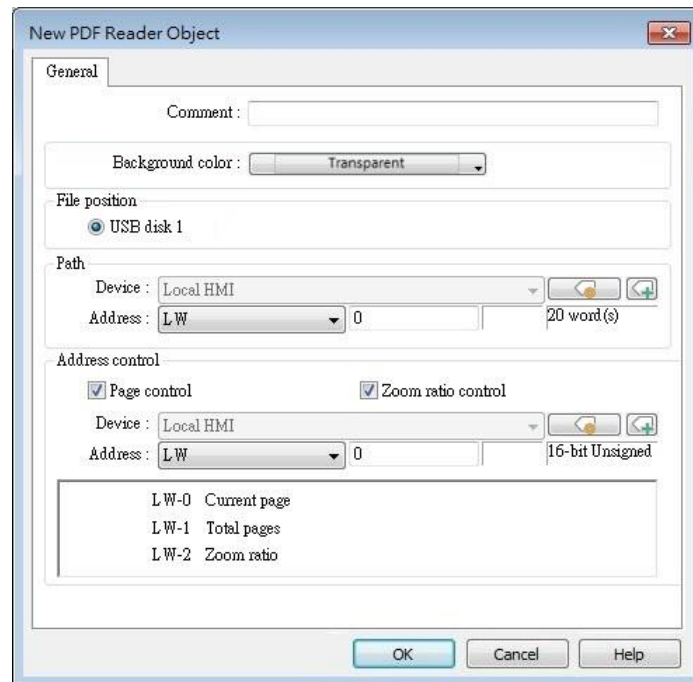 New PDF Reader Object
General
Comment :
Background color : Transparent
File position
USB disk 1
Path
Device : Local HMI
Address : LW 0 20 word(s)
Address control
Page control Zoom ratio control
Device : Local HMI
Address : LW 0 16-bit Unsigned
LW-0 Current page
LW-1 Total pages
LW-2 Zoom ratio
OK Cancel Help